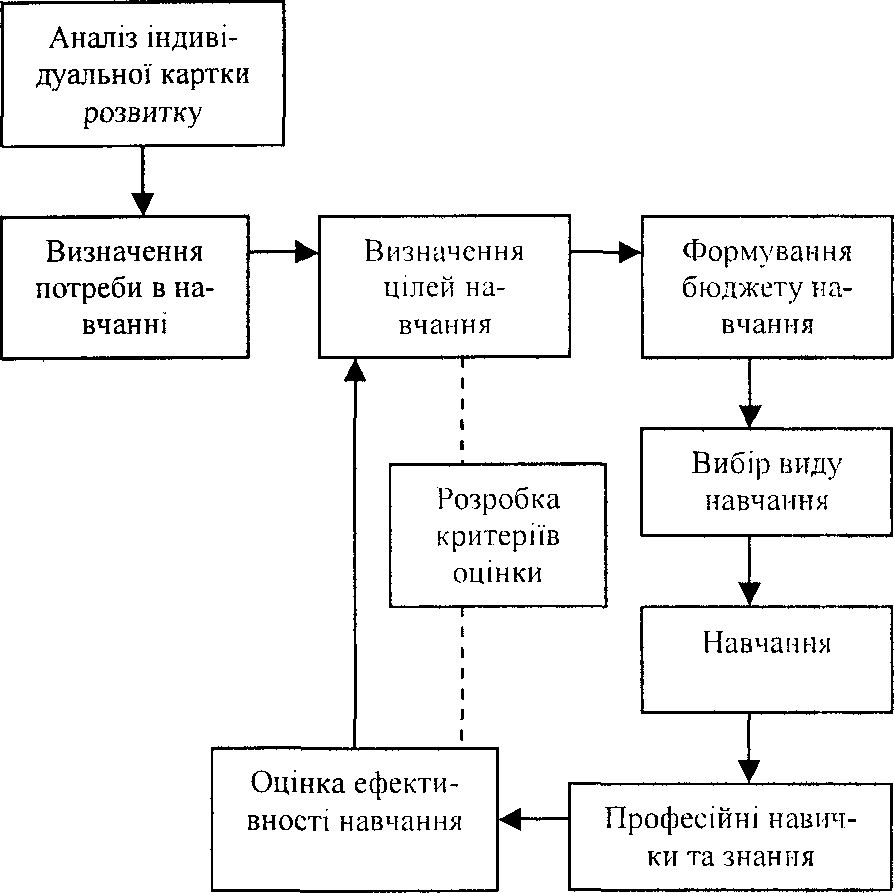 Аналіз індиві-
дуальної картки
розвитку
Визначення
потреби в на-
вчанні
Визначення
цілей на-
вчання
Формування
бюджету на-
вчання
Вибір виду
навчання
Розробка
критеріїв
оцінки
Навчання
Оцінка ефекти-
вності навчання
Професійні навич-
ки та знання